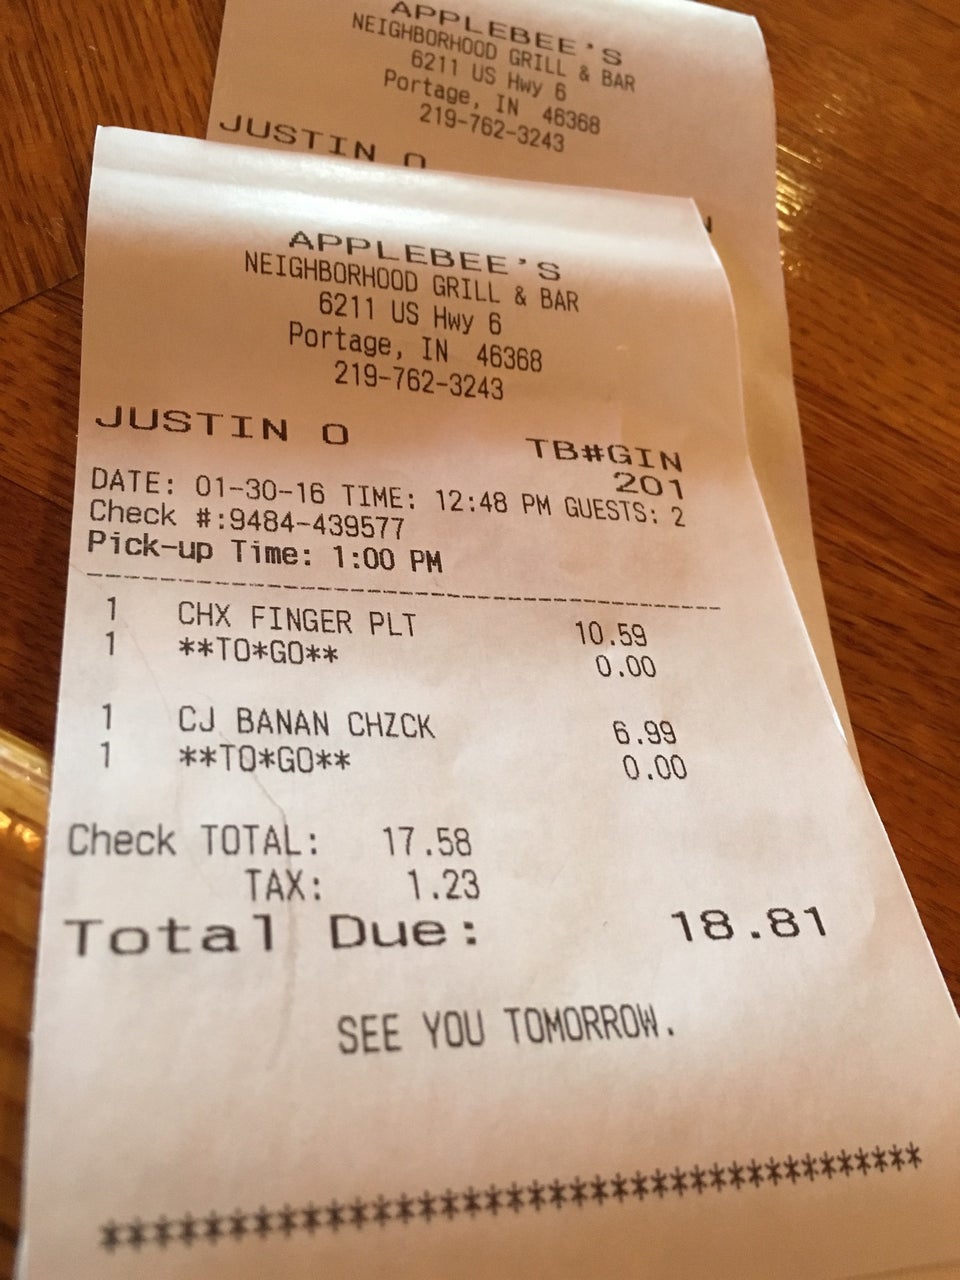 APPLEBEE'S
NEIGHBORHOOD GRILL & BAR
6211 US Hwy 6
Portage, IN 46368
219-762-3243
JUSTIN O
APPLEBEE'S
NEIGHBORHOOD GRILL & BAR
6211 US Hwy 6
Portage, IN 46368
219-762-3243
JUSTIN O TB#GIN
201
DATE: 01-30-16 TIME: 12:48 PM GUESTS: 2
Check #:9484-439577
Pick-up Time: 1:00 PM
1 CHX FINGER PLT 10.59
1 **TO*GO** 0.00
1 CJ BANAN CHZCK 6.99
1 **TO*GO** 0.00
Check TOTAL: 17.58
TAX: 1.23
Total Due: 18.81
SEE YOU TOMORROW.
****************************************